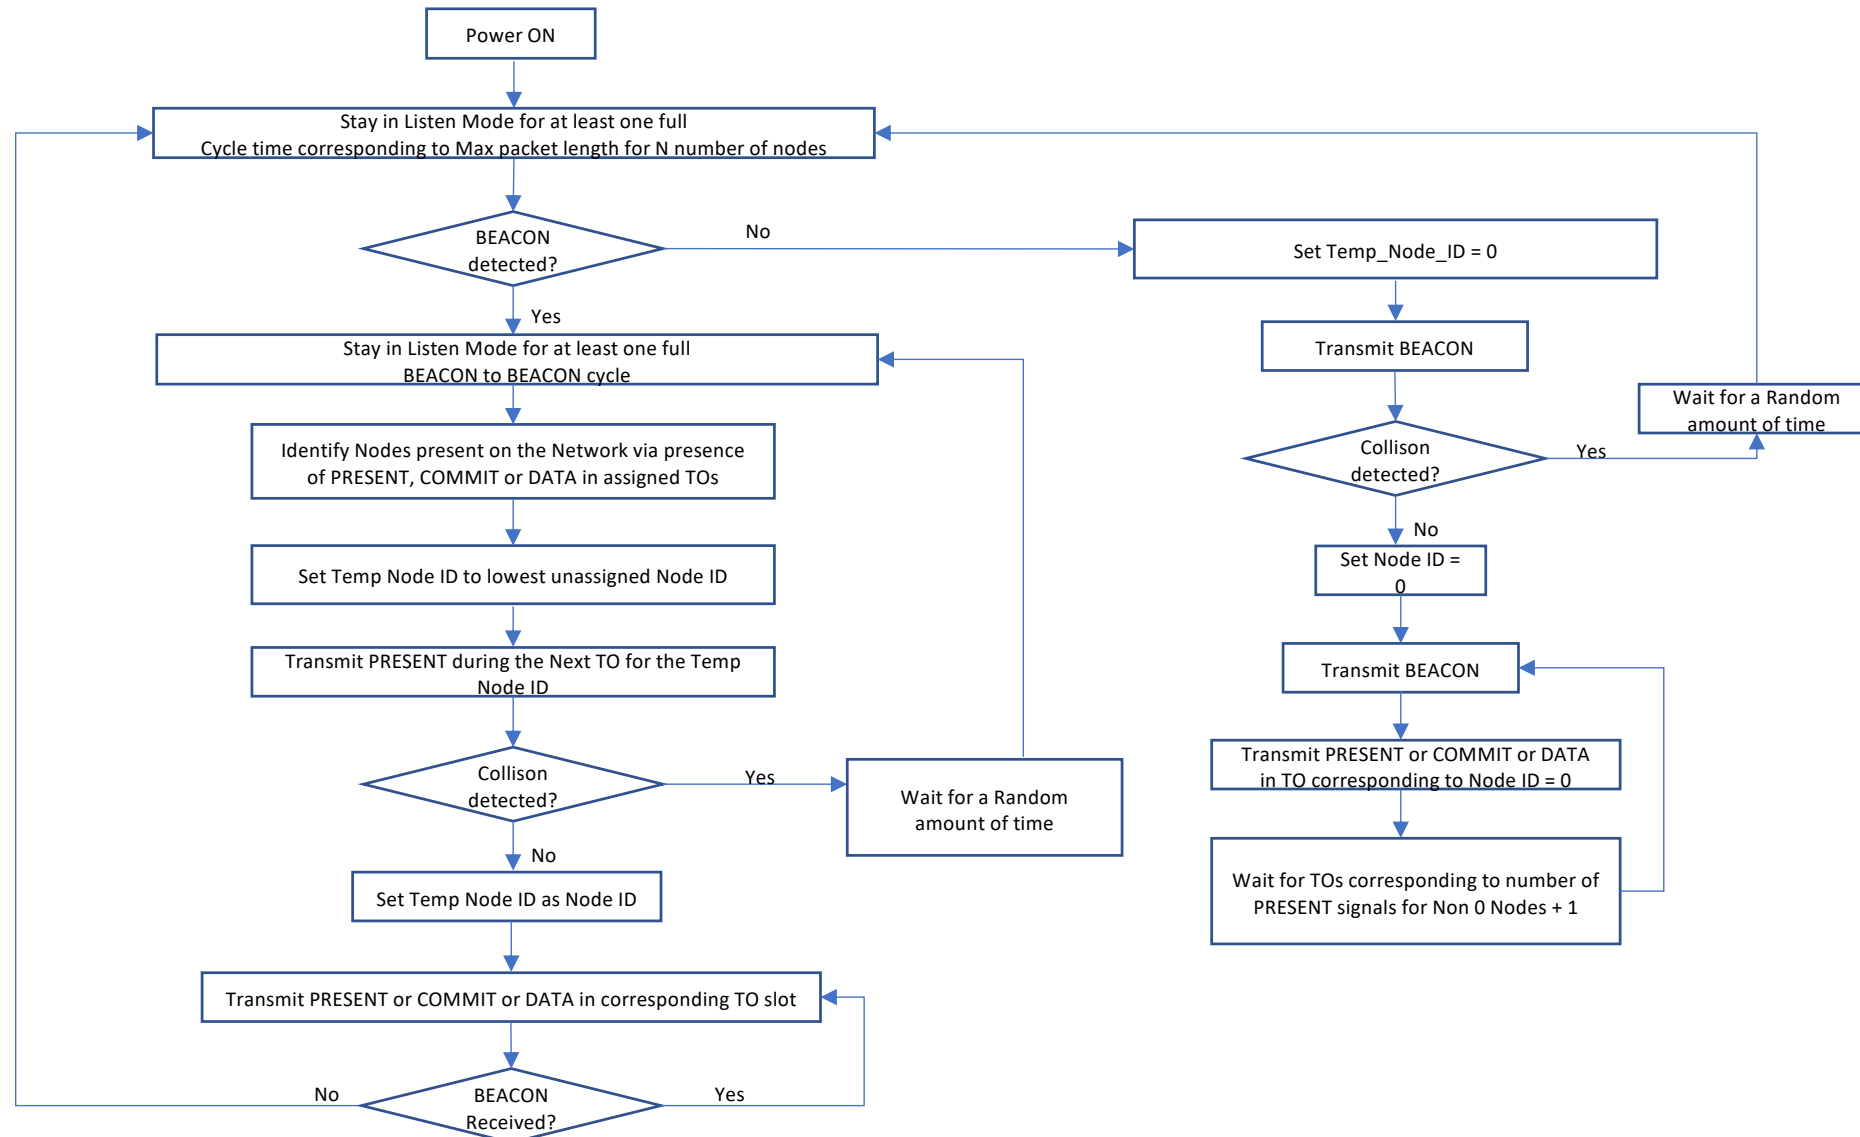 Power ON
Stay in Listen Mode for at least one full
Cycle time corresponding to Max packet length for N number of nodes
BEACON
detected?
No
Yes
Set Temp_Node_ID = 0
Transmit BEACON
Collison
detected?
Yes
Wait for a Random
amount of time
No
Set Node ID =
0
Transmit BEACON
Transmit PRESENT or COMMIT or DATA
in TO corresponding to Node ID = 0
Wait for TOs corresponding to number of
PRESENT signals for Non 0 Nodes + 1
Stay in Listen Mode for at least one full
BEACON to BEACON cycle
Identify Nodes present on the Network via presence
of PRESENT, COMMIT or DATA in assigned TOs
Set Temp Node ID to lowest unassigned Node ID
Transmit PRESENT during the Next TO for the Temp
Node ID
Collison
detected?
Yes
Wait for a Random
amount of time
No
Set Temp Node ID as Node ID
Transmit PRESENT or COMMIT or DATA in corresponding TO slot
BEACON
Received?
No
Yes